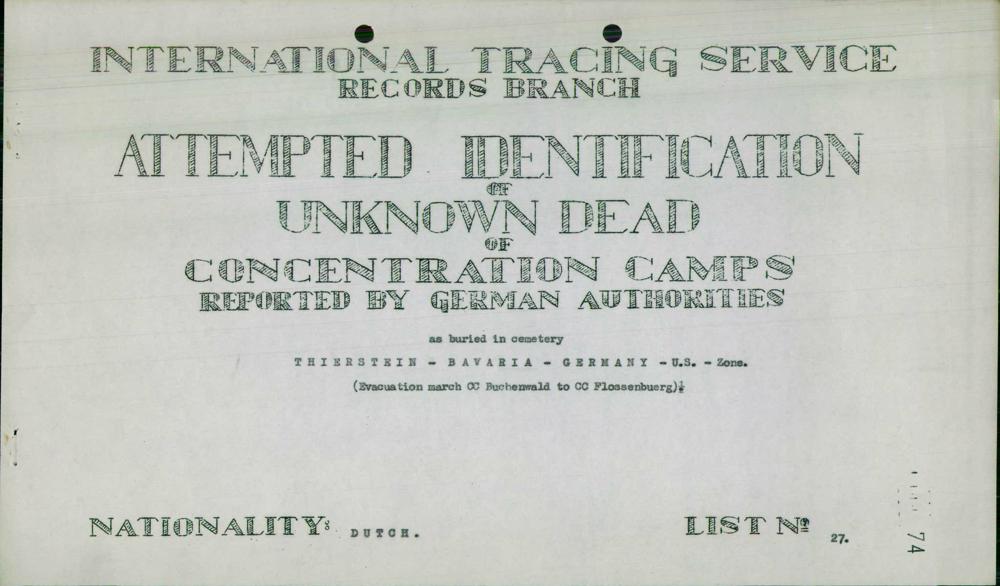 INTERNATIONAL TRACING SERVICE
RECORDS BRANCH
ATTEMPTED IDENTIFICATION
OF
UNKNOWN DEAD
OF
CONCENTRATION CAMPS
REPORTED BY GERMAN AUTHORITIES
as buried in cemetery
THIERSTEIN - BAVARIA - GERMANY - U.S. - Zone.
(Evacuation march CC Buchenwald to CC Flossenbuerg)
NATIONALITY: DUTCH. LIST Nº 27.
74